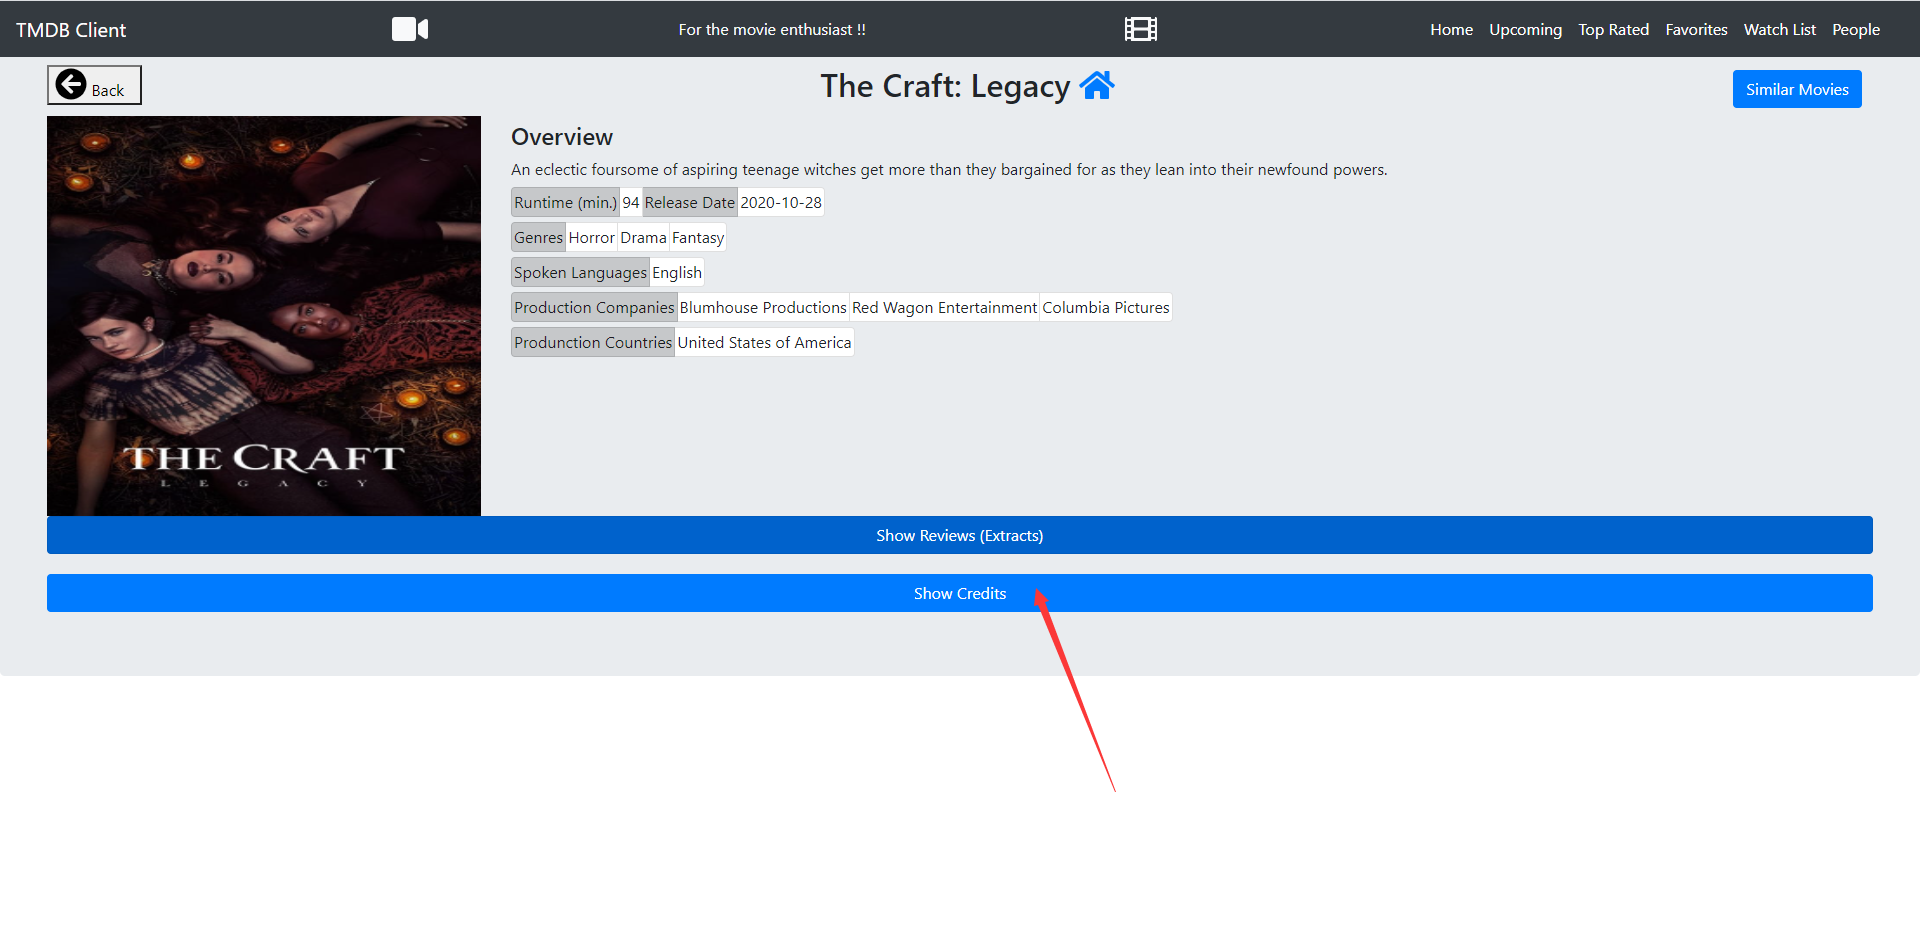 TMDB Client For the movie enthusiast !! Home Upcoming Top Rated Favorites Watch List People
Back The Craft: Legacy Similar Movies
Overview
An eclectic foursome of aspiring teenage witches get more than they bargained for as they lean into their newfound powers.
Runtime (min.) 94 Release Date 2020-10-28
Genres Horror Drama Fantasy
Spoken Languages English
Production Companies Blumhouse Productions Red Wagon Entertainment Columbia Pictures
Produnction Countries United States of America
THE CRAFT
LEGACY
Show Reviews (Extracts)
Show Credits